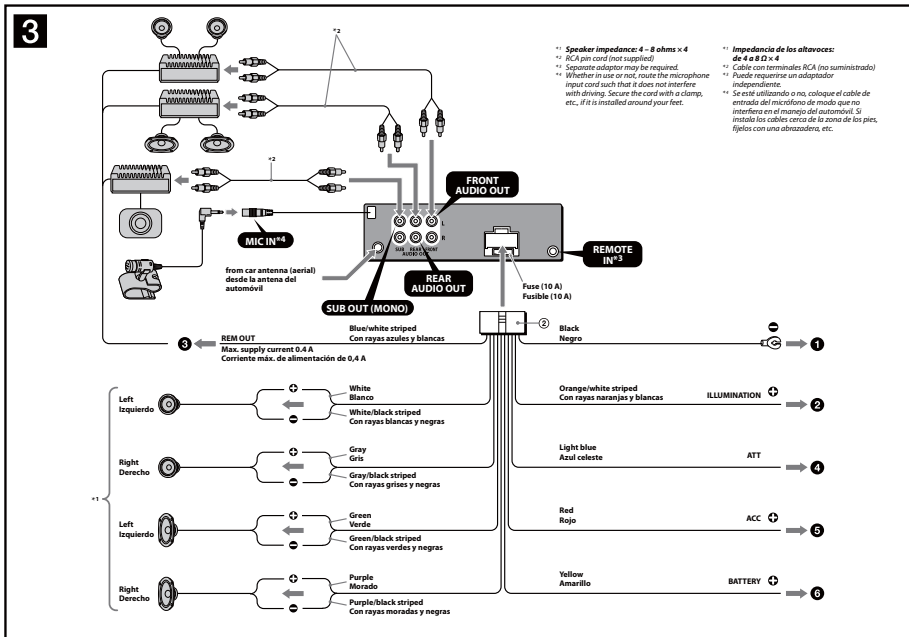 3
*2
*1 Speaker impedance: 4 – 8 ohms × 4
*2 RCA pin cord (not supplied)
*3 Separate adaptor may be required.
*4 Whether in use or not, route the microphone
input cord such that it does not interfere
with driving. Secure the cord with a clamp,
etc., if it is installed around your feet.
*1 Impedancia de los altavoces:
de 4 a 8 Ω × 4
*2 Cable con terminales RCA (no suministrado)
*3 Puede requerirse un adaptador
independiente.
*4 Se esté utilizando o no, coloque el cable de
entrada del micrófono de modo que no
interfiera en el manejo del automóvil. Si
instala los cables cerca de la zona de los pies,
fíjelos con una abrazadera, etc.
*2
FRONT
AUDIO OUT
MIC IN*4
L
R
SUB REAR FRONT
AUDIO OUT
REMOTE
IN*3
from car antenna (aerial)
desde la antena del
automóvil
REAR
AUDIO OUT
SUB OUT (MONO)
Fuse (10 A)
Fusible (10 A)
2
3
REM OUT
Max. supply current 0.4 A
Corriente máx. de alimentación de 0,4 A
Blue/white striped
Con rayas azules y blancas
Black
Negro
1
Left
Izquierdo
White
Blanco
White/black striped
Con rayas blancas y negras
Orange/white striped
Con rayas naranjas y blancas
ILLUMINATION
2
Right
Derecho
Gray
Gris
Gray/black striped
Con rayas grises y negras
Light blue
Azul celeste
ATT
4
*1
Left
Izquierdo
Green
Verde
Green/black striped
Con rayas verdes y negras
Red
Rojo
ACC
5
Right
Derecho
Purple
Morado
Purple/black striped
Con rayas moradas y negras
Yellow
Amarillo
BATTERY
6